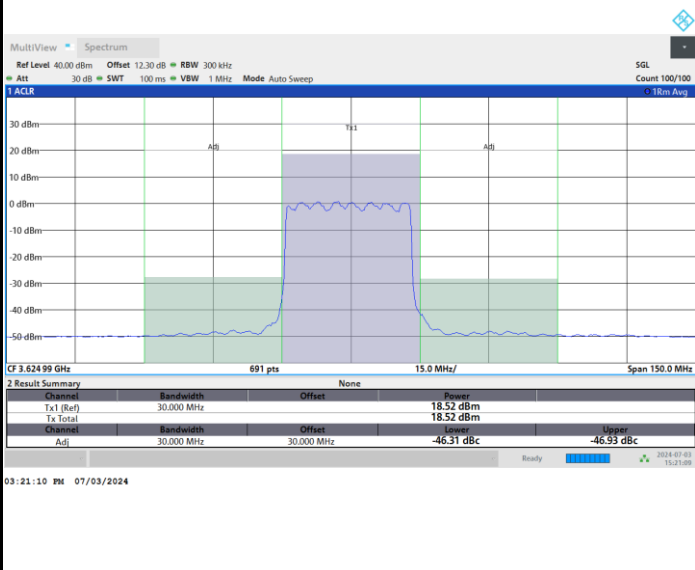 MultiView Spectrum
Ref Level 40.00 dBm Offset 12.30 dB RBW 300 kHz SGL
Att 30 dB SWT 100 ms VBW 1 MHz Mode Auto Sweep Count 100/100
1 ACLR 1Rm Avg
30 dBm
Tx1
20 dBm
Adj Adj
10 dBm
0 dBm
-10 dBm
-20 dBm
-30 dBm
-40 dBm
-50 dBm
CF 3.624 99 GHz 691 pts 15.0 MHz/ Span 150.0 MHz
2 Result Summary None
Channel Bandwidth Offset Power
Tx1 (Ref) 30.000 MHz 18.52 dBm
Tx Total 18.52 dBm
Channel Bandwidth Offset Lower Upper
Adj 30.000 MHz 30.000 MHz -46.31 dBc -46.93 dBc
Ready 2024-07-03
15:21:09
03:21:10 PM 07/03/2024